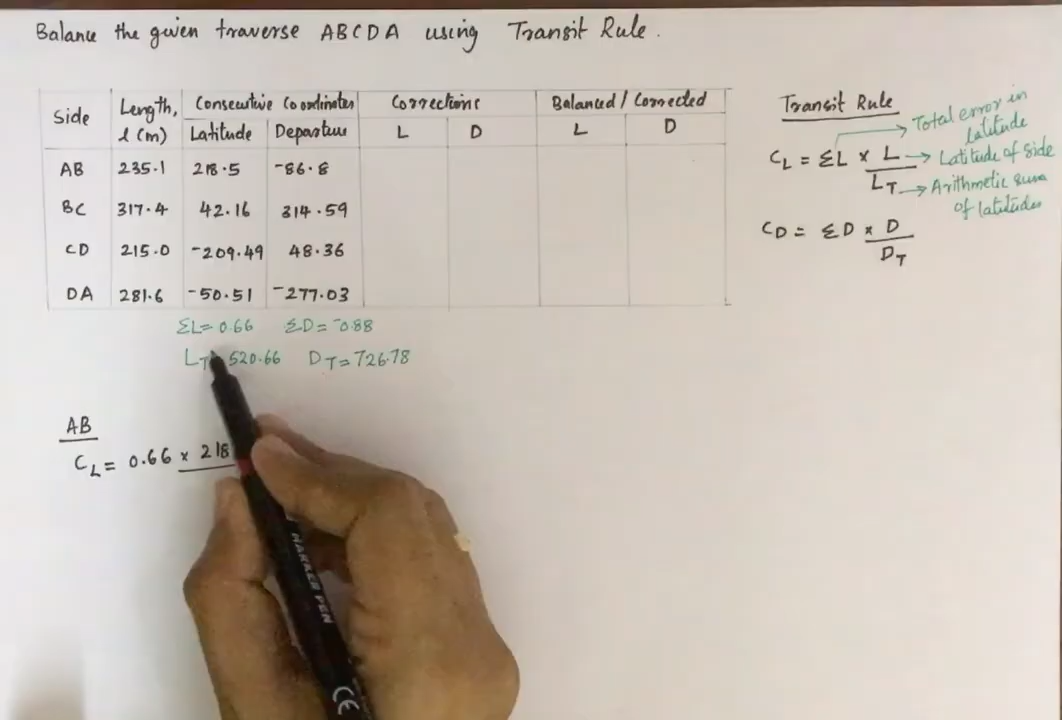 Balance the given traverse ABCDA using Transit Rule.
Side Length, l (m) Consecutive Coordinates Corrections Balanced / Corrected
Latitude Departure L D L D
AB 235.1 218.5 -86.8
BC 317.4 42.16 314.59
CD 215.0 -209.49 48.36
DA 281.6 -50.51 -277.03
ΣL = 0.66 ΣD = -0.88
LT = 520.66 DT = 726.78
Transit Rule
CL = ΣL × L / LT
Total error in latitude
Latitude of side
Arithmetic sum of latitudes
CD = ΣD × D / DT
AB
CL = 0.66 × 218
MARKER PEN
CE